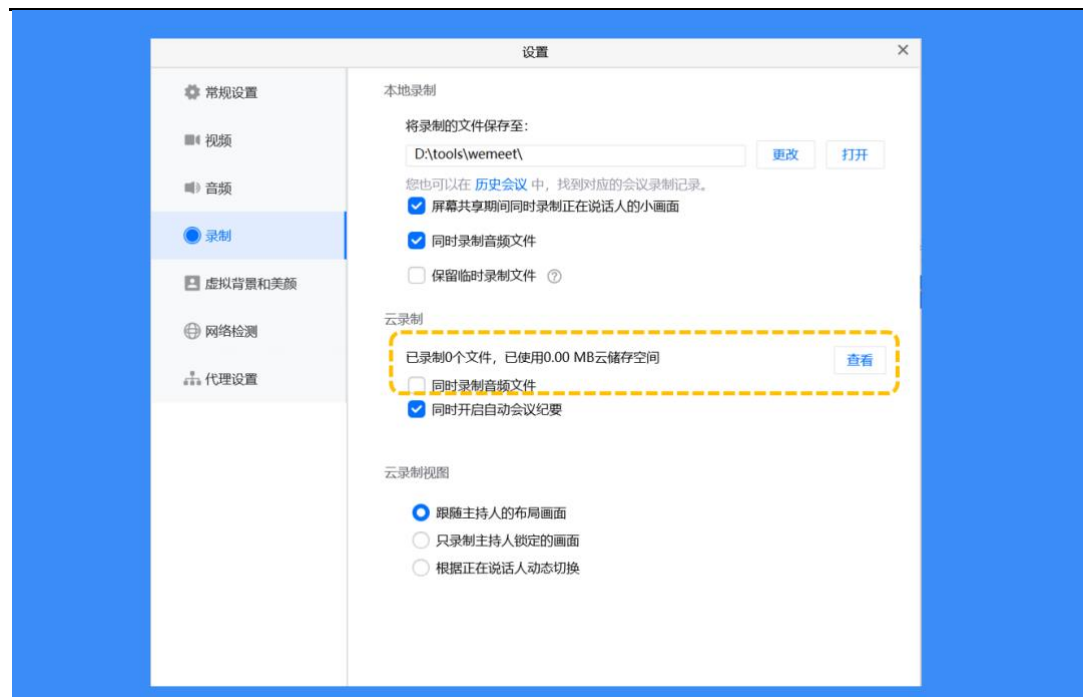 设置
常规设置
视频
音频
录制
虚拟背景和美颜
网络检测
代理设置
本地录制
将录制的文件保存至：
D:\tools\wemeet\
更改
打开
您也可以在 历史会议 中，找到对应的会议录制记录。
屏幕共享期间同时录制正在说话人的小画面
同时录制音频文件
保留临时录制文件 ?
云录制
已录制0个文件，已使用0.00 MB云储存空间
查看
同时录制音频文件
同时开启自动会议纪要
云录制视图
跟随主持人的布局画面
只录制主持人锁定的画面
根据正在说话人动态切换